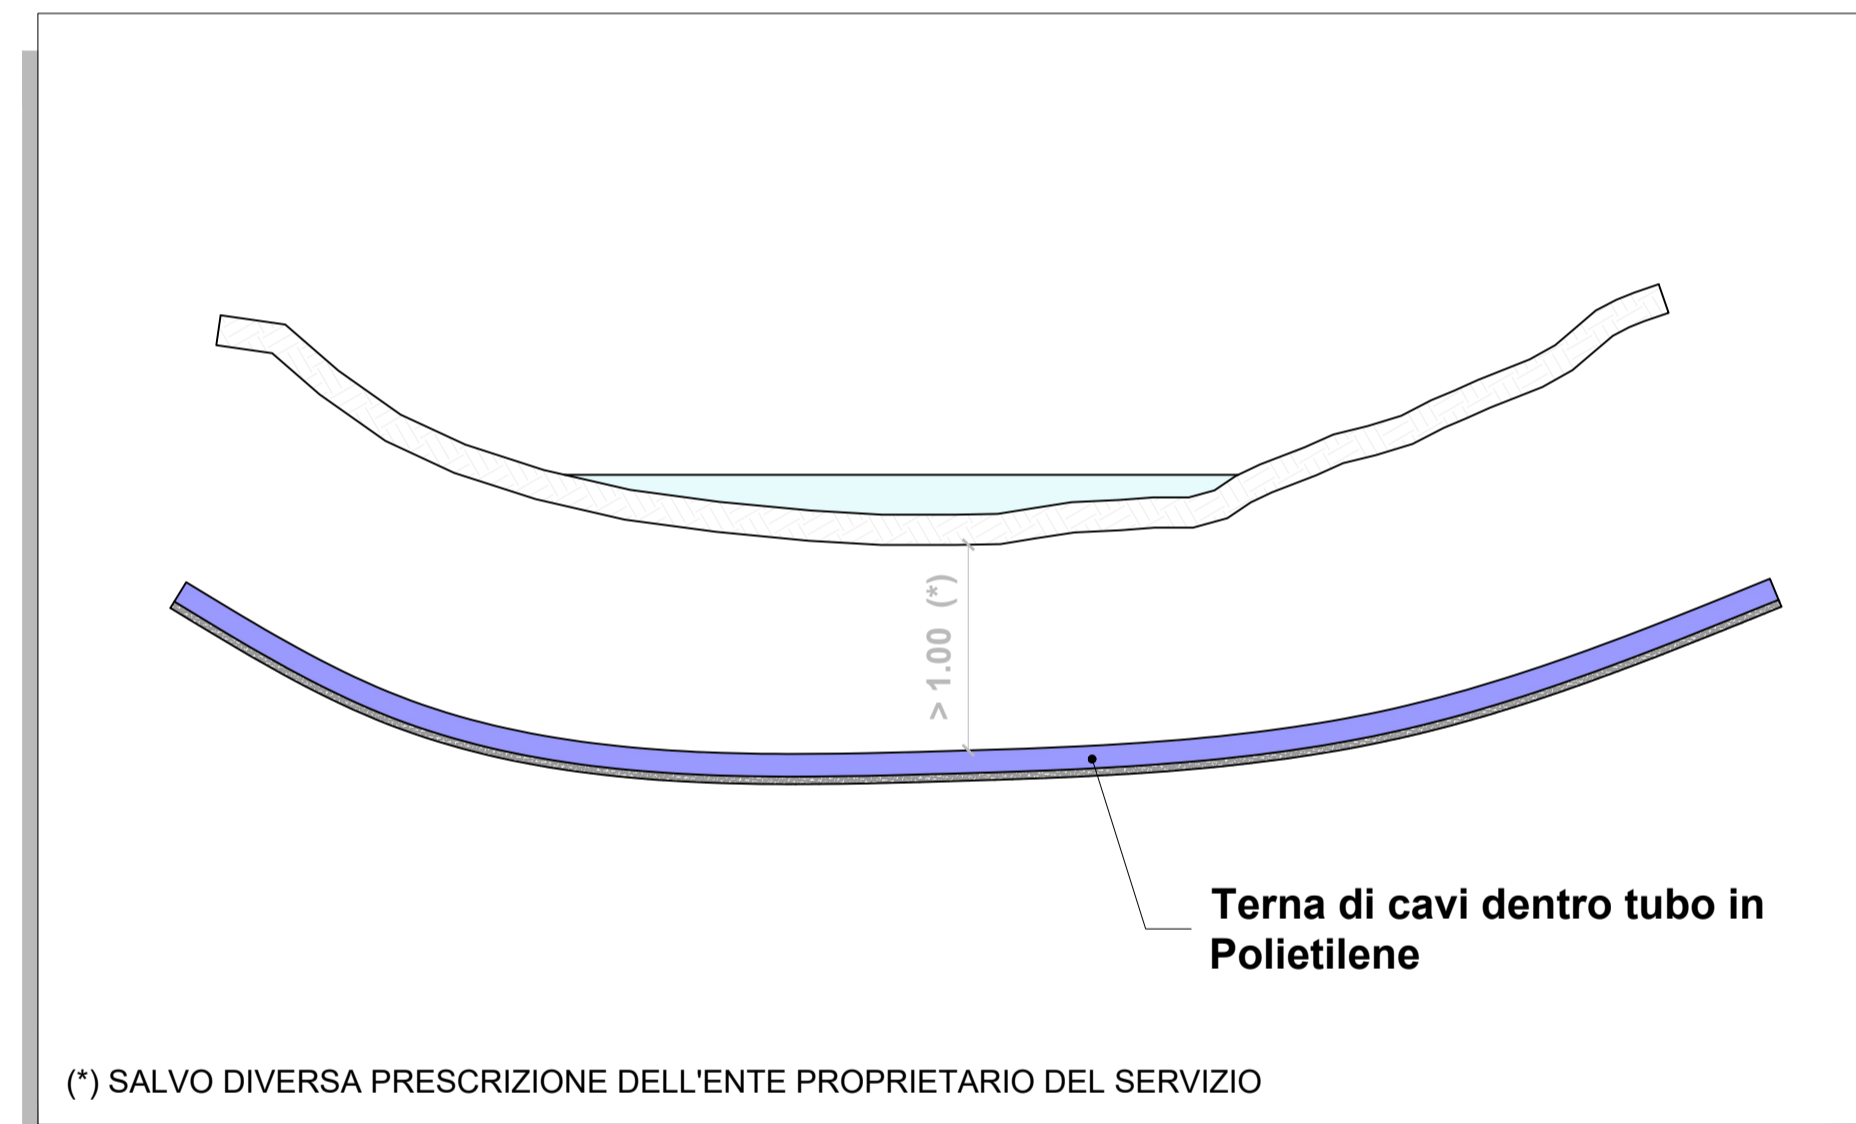 > 1.00 (*)
Terna di cavi dentro tubo in
Polietilene
(*) SALVO DIVERSA PRESCRIZIONE DELL'ENTE PROPRIETARIO DEL SERVIZIO